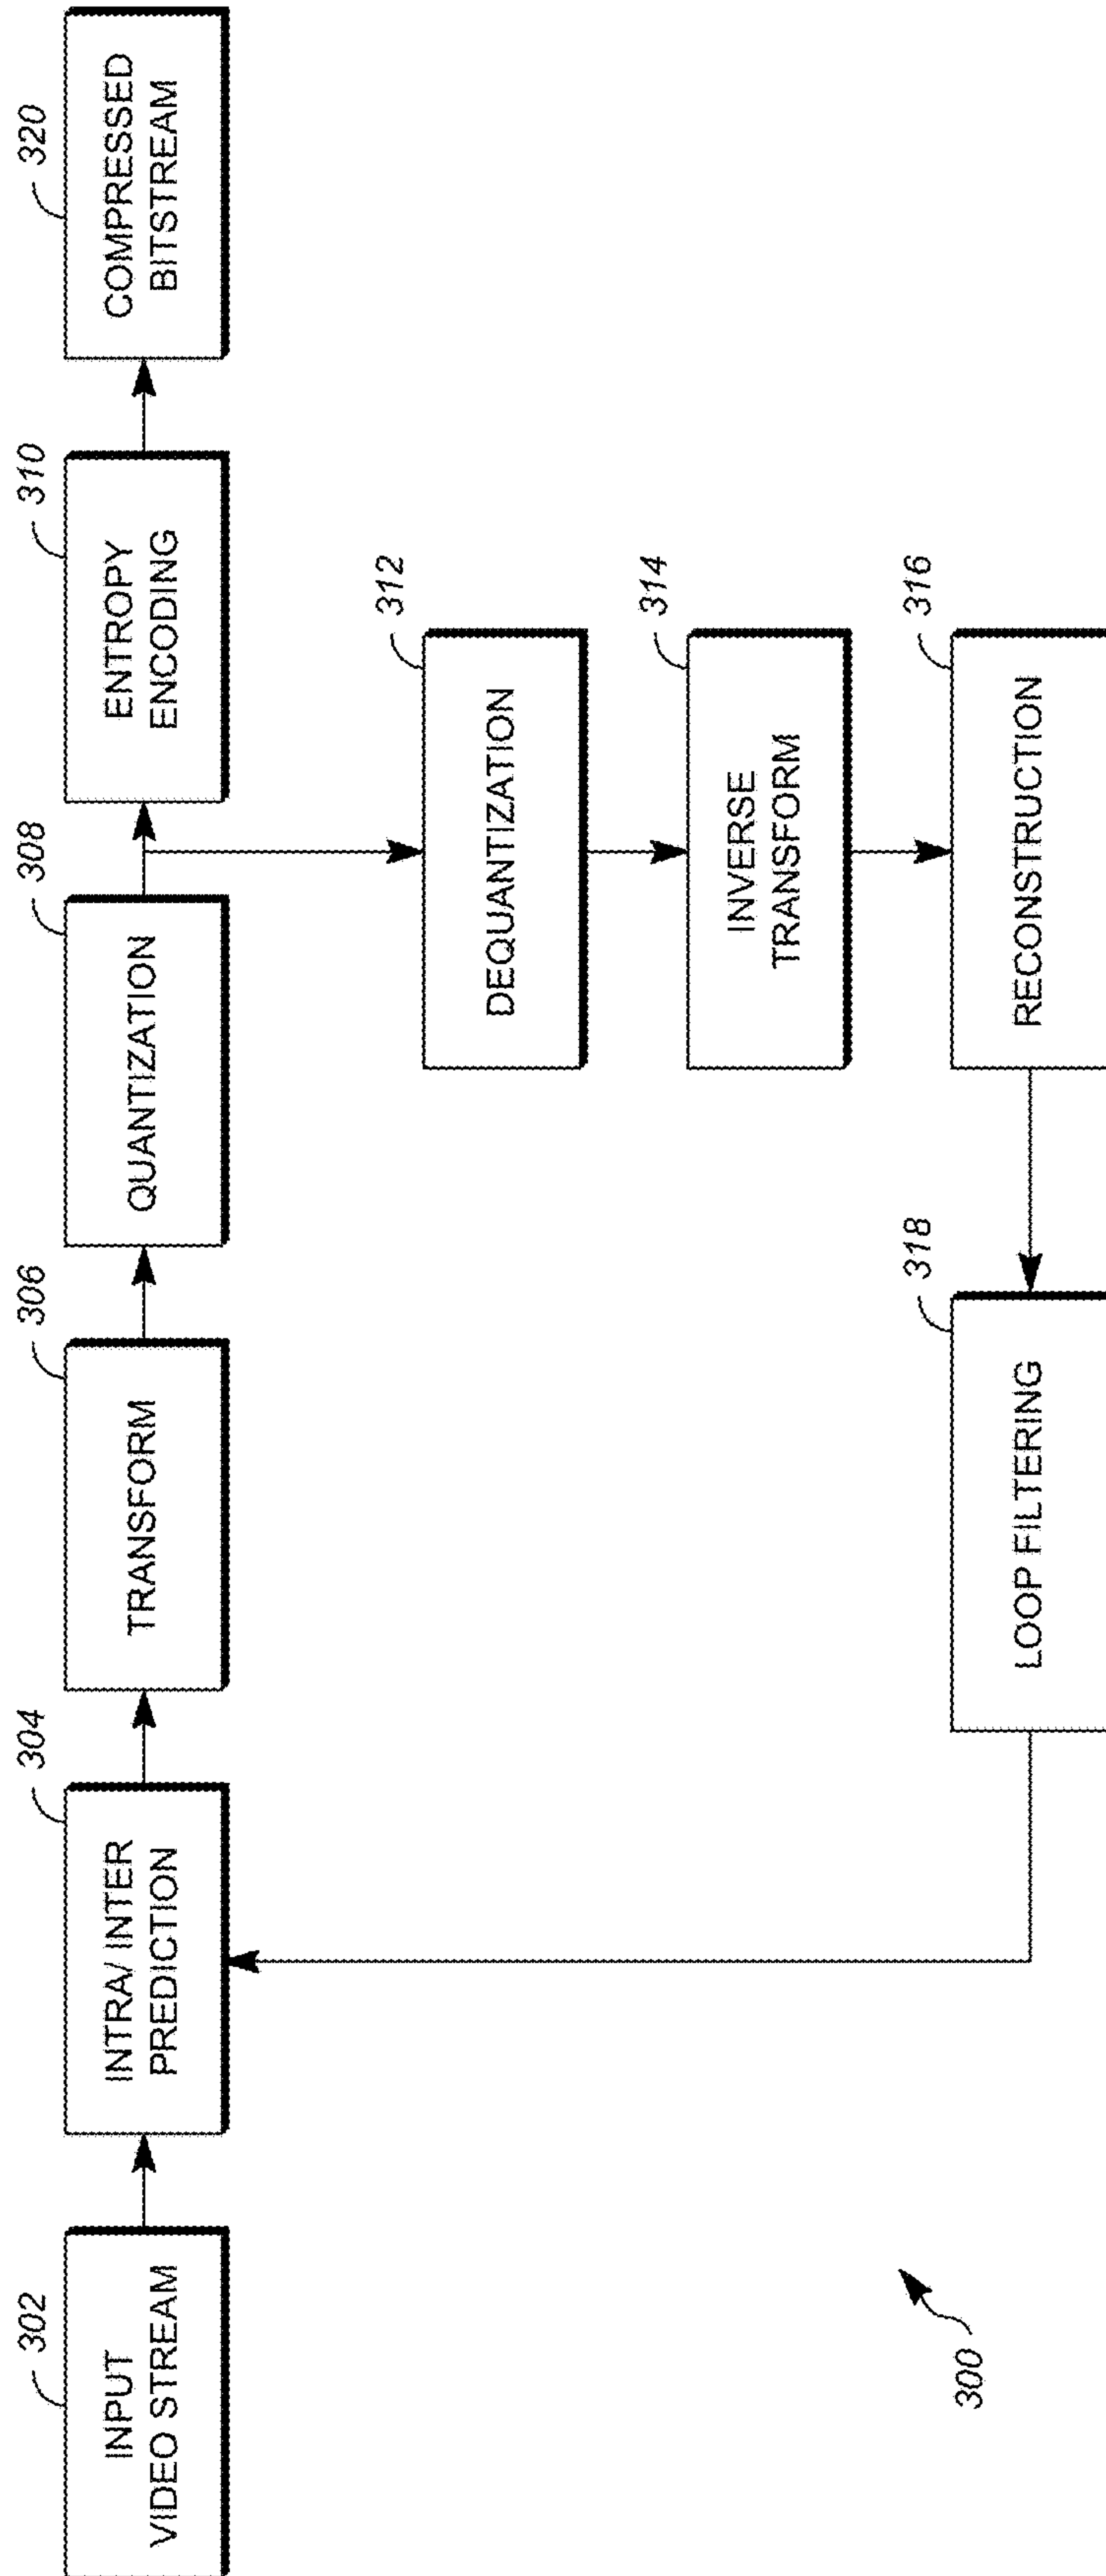 302
INPUT
VIDEO STREAM
304
INTRA/ INTER
PREDICTION
306
TRANSFORM
308
QUANTIZATION
310
ENTROPY
ENCODING
320
COMPRESSED
BITSTREAM
312
DEQUANTIZATION
314
INVERSE
TRANSFORM
316
RECONSTRUCTION
318
LOOP FILTERING
300